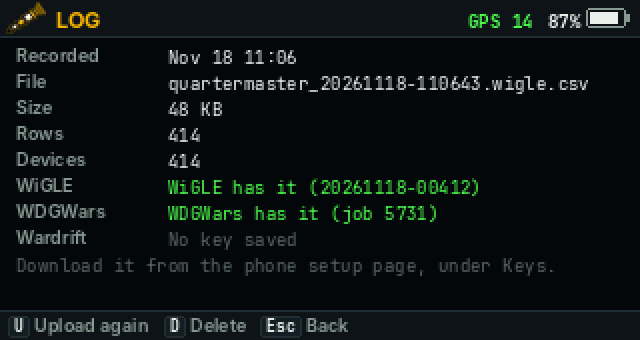 LOG GPS 14 87%
Recorded Nov 18 11:06
File quartermaster_20261118-110643.wigle.csv
Size 48 KB
Rows 414
Devices 414
WiGLE WiGLE has it (20261118-00412)
WDGWars WDGWars has it (job 5731)
Wardrift No key saved
Download it from the phone setup page, under Keys.
U Upload again D Delete Esc Back